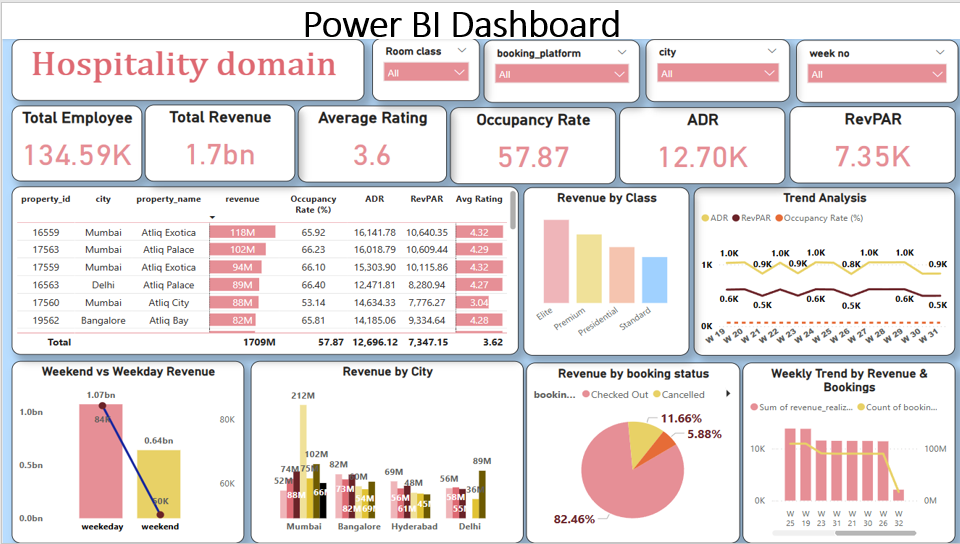 Power BI Dashboard
Hospitality domain
Room class
All
booking_platform
All
city
All
week no
All
Total Employee
134.59K
Total Revenue
1.7bn
Average Rating
3.6
Occupancy Rate
57.87
ADR
12.70K
RevPAR
7.35K
property_id city property_name revenue Occupancy Rate (%) ADR RevPAR Avg Rating
16559 Mumbai Atliq Exotica 118M 65.92 16,141.78 10,640.35 4.32
17563 Mumbai Atliq Palace 102M 66.23 16,018.79 10,609.44 4.29
17559 Mumbai Atliq Exotica 94M 66.10 15,303.90 10,115.86 4.32
16563 Delhi Atliq Palace 89M 66.40 12,471.81 8,280.94 4.27
17560 Mumbai Atliq City 88M 53.14 14,634.33 7,776.27 3.04
19562 Bangalore Atliq Bay 82M 65.81 14,185.06 9,334.64 4.28
Total 1709M 57.87 12,696.12 7,347.15 3.62
Revenue by Class
Elite
Premium
Presidential
Standard
Trend Analysis
ADR RevPAR Occupancy Rate (%)
1K
0K
1.0K 0.9K 1.0K 0.9K 1.0K 0.8K 1.0K 1.0K 0.9K
0.6K 0.5K 0.6K 0.5K 0.6K 0.5K
W 19 W 20 W 21 W 22 W 23 W 24 W 25 W 26 W 27 W 28 W 29 W 30 W 31
Weekend vs Weekday Revenue
1.0bn
0.5bn
0.0bn
1.07bn
84K
0.64bn
50K
80K
60K
weekeday weekend
Revenue by City
52M 74M 88M 212M 75M 102M 66M
82M 73M 82M 54M 69M
69M 56M 48M 61M 45M
56M 58M 55M 36M 89M
Mumbai Bangalore Hyderabad Delhi
Revenue by booking status
bookin... Checked Out Cancelled
11.66%
5.88%
82.46%
Weekly Trend by Revenue & Bookings
Sum of revenue_realiz... Count of bookin...
10K
0K
100M
0M
W 25 W 19 W 23 W 31 W 21 W 30 W 26 W 32